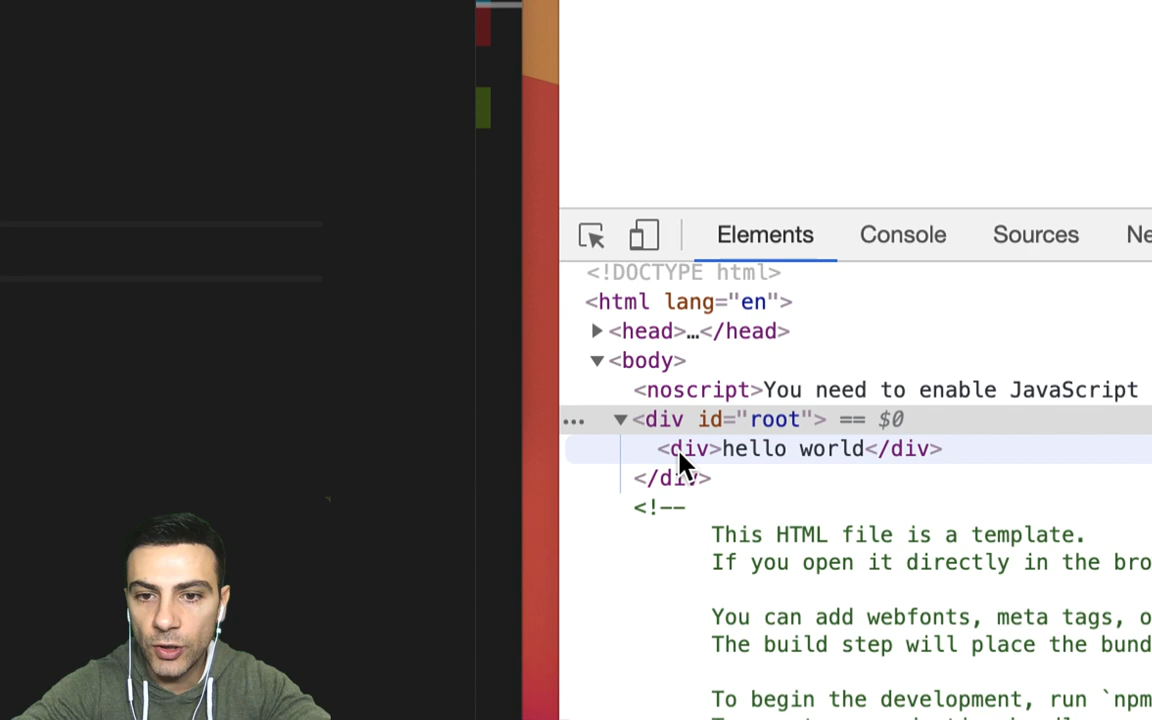 Elements Console Sources Ne
<!DOCTYPE html>
<html lang="en">
<head>…</head>
<body>
<noscript>You need to enable JavaScript
… <div id="root"> == $0
<div>hello world</div>
</div>
<!--
This HTML file is a template.
If you open it directly in the bro
You can add webfonts, meta tags, o
The build step will place the bund
To begin the development, run `npm